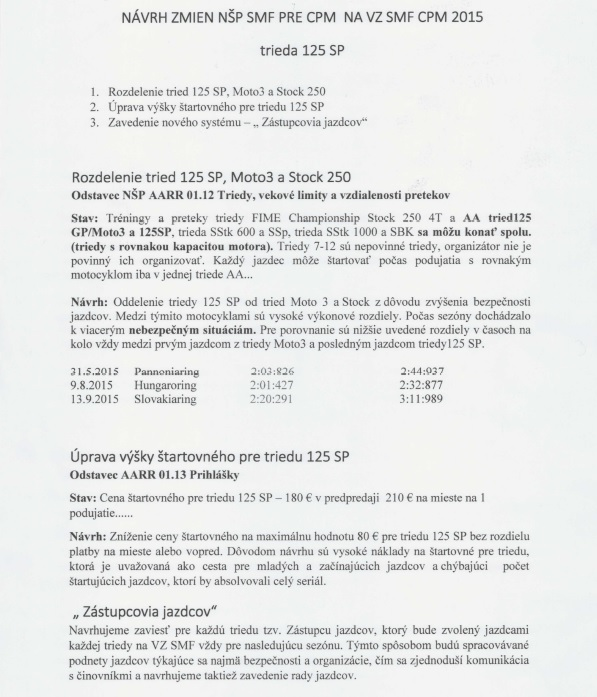 NÁVRH ZMIEN NŠP SMF PRE CPM NA VZ SMF CPM 2015
trieda 125 SP
1. Rozdelenie tried 125 SP, Moto3 a Stock 250
2. Úprava výšky štartovného pre triedu 125 SP
3. Zavedenie nového systému – „ Zástupcovia jazdcov“
Rozdelenie tried 125 SP, Moto3 a Stock 250
Odstavec NŠP AARR 01.12 Triedy, vekové limity a vzdialenosti pretekov
Stav: Tréningy a preteky triedy FIME Championship Stock 250 4T a AA tried125
GP/Moto3 a 125SP, trieda SStk 600 a SSp, trieda SStk 1000 a SBK sa môžu konať spolu.
(triedy s rovnakou kapacitou motora). Triedy 7-12 sú nepovinné triedy, organizátor nie je
povinný ich organizovať. Každý jazdec môže štartovať počas podujatia s rovnakým
motocyklom iba v jednej triede AA...
Návrh: Oddelenie triedy 125 SP od tried Moto 3 a Stock z dôvodu zvýšenia bezpečnosti
jazdcov. Medzi týmito motocyklami sú vysoké výkonové rozdiely. Počas sezóny dochádzalo
k viacerým nebezpečným situáciám. Pre porovnanie sú nižšie uvedené rozdiely v časoch na
kolo vždy medzi prvým jazdcom z triedy Moto3 a posledným jazdcom triedy125 SP.
31.5.2015 Pannoniaring 2:03:826 2:44:937
9.8.2015 Hungaroring 2:01:427 2:32:877
13.9.2015 Slovakiaring 2:20:291 3:11:989
Úprava výšky štartovného pre triedu 125 SP
Odstavec AARR 01.13 Prihlášky
Stav: Cena štartovného pre triedu 125 SP – 180 € v predpredaji 210 € na mieste na 1
podujatie......
Návrh: Zníženie ceny štartovného na maximálnu hodnotu 80 € pre triedu 125 SP bez rozdielu
platby na mieste alebo vopred. Dôvodom návrhu sú vysoké náklady na štartovné pre triedu,
ktorá je uvažovaná ako cesta pre mladých a začínajúcich jazdcov a chýbajúci počet
štartujúcich jazdcov, ktorí by absolvovali celý seriál.
„ Zástupcovia jazdcov“
Navrhujeme zaviesť pre každú triedu tzv. Zástupcu jazdcov, ktorý bude zvolený jazdcami
každej triedy na VZ SMF vždy pre nasledujúcu sezónu. Týmto spôsobom budú spracovávané
podnety jazdcov týkajúce sa najmä bezpečnosti a organizácie, čím sa zjednoduší komunikácia
s činovníkmi a navrhujeme taktiež zavedenie rady jazdcov.